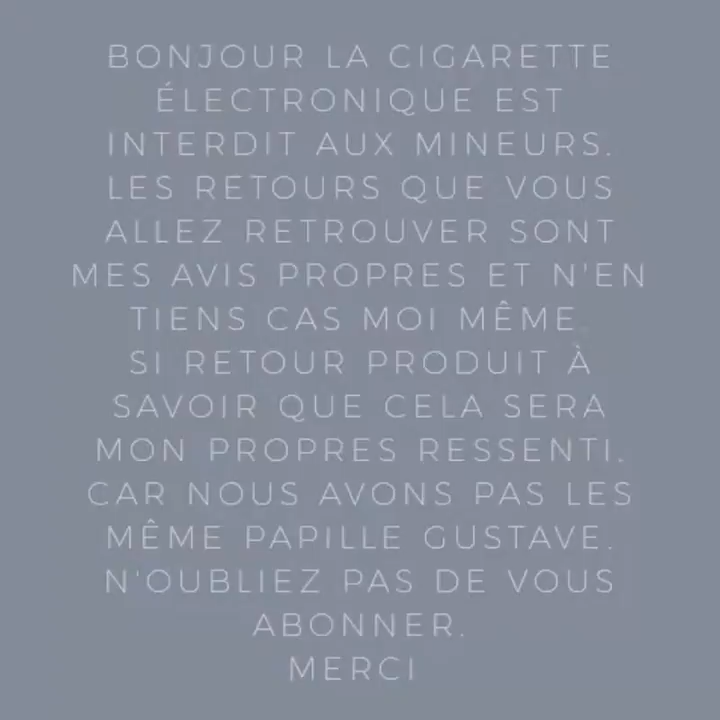 BONJOUR LA CIGARETTE
ÉLECTRONIQUE EST
INTERDIT AUX MINEURS.
LES RETOURS QUE VOUS
ALLEZ RETROUVER SONT
MES AVIS PROPRES ET N'EN
TIENS CAS MOI MÊME.
SI RETOUR PRODUIT À
SAVOIR QUE CELA SERA
MON PROPRES RESSENTI.
CAR NOUS AVONS PAS LES
MÊME PAPILLE GUSTAVE.
N'OUBLIEZ PAS DE VOUS
ABONNER.
MERCI